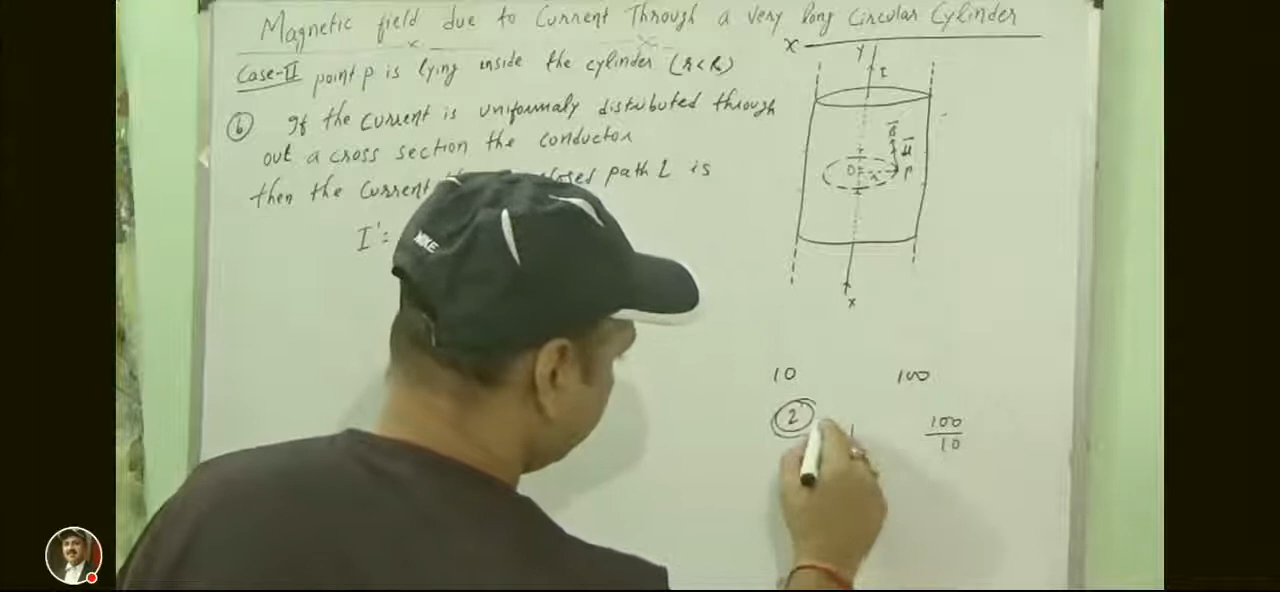 Magnetic field due to Current Through a very long Circular Cylinder
Case-II point p is lying inside the cylinder (r<R)
(b) If the current is uniformaly distributed through
out a cross section the conductor
then the current closed path L is
I'=
x
Y
I
B
dl
O
r
P
x
10 100
2
100
10
NIKE